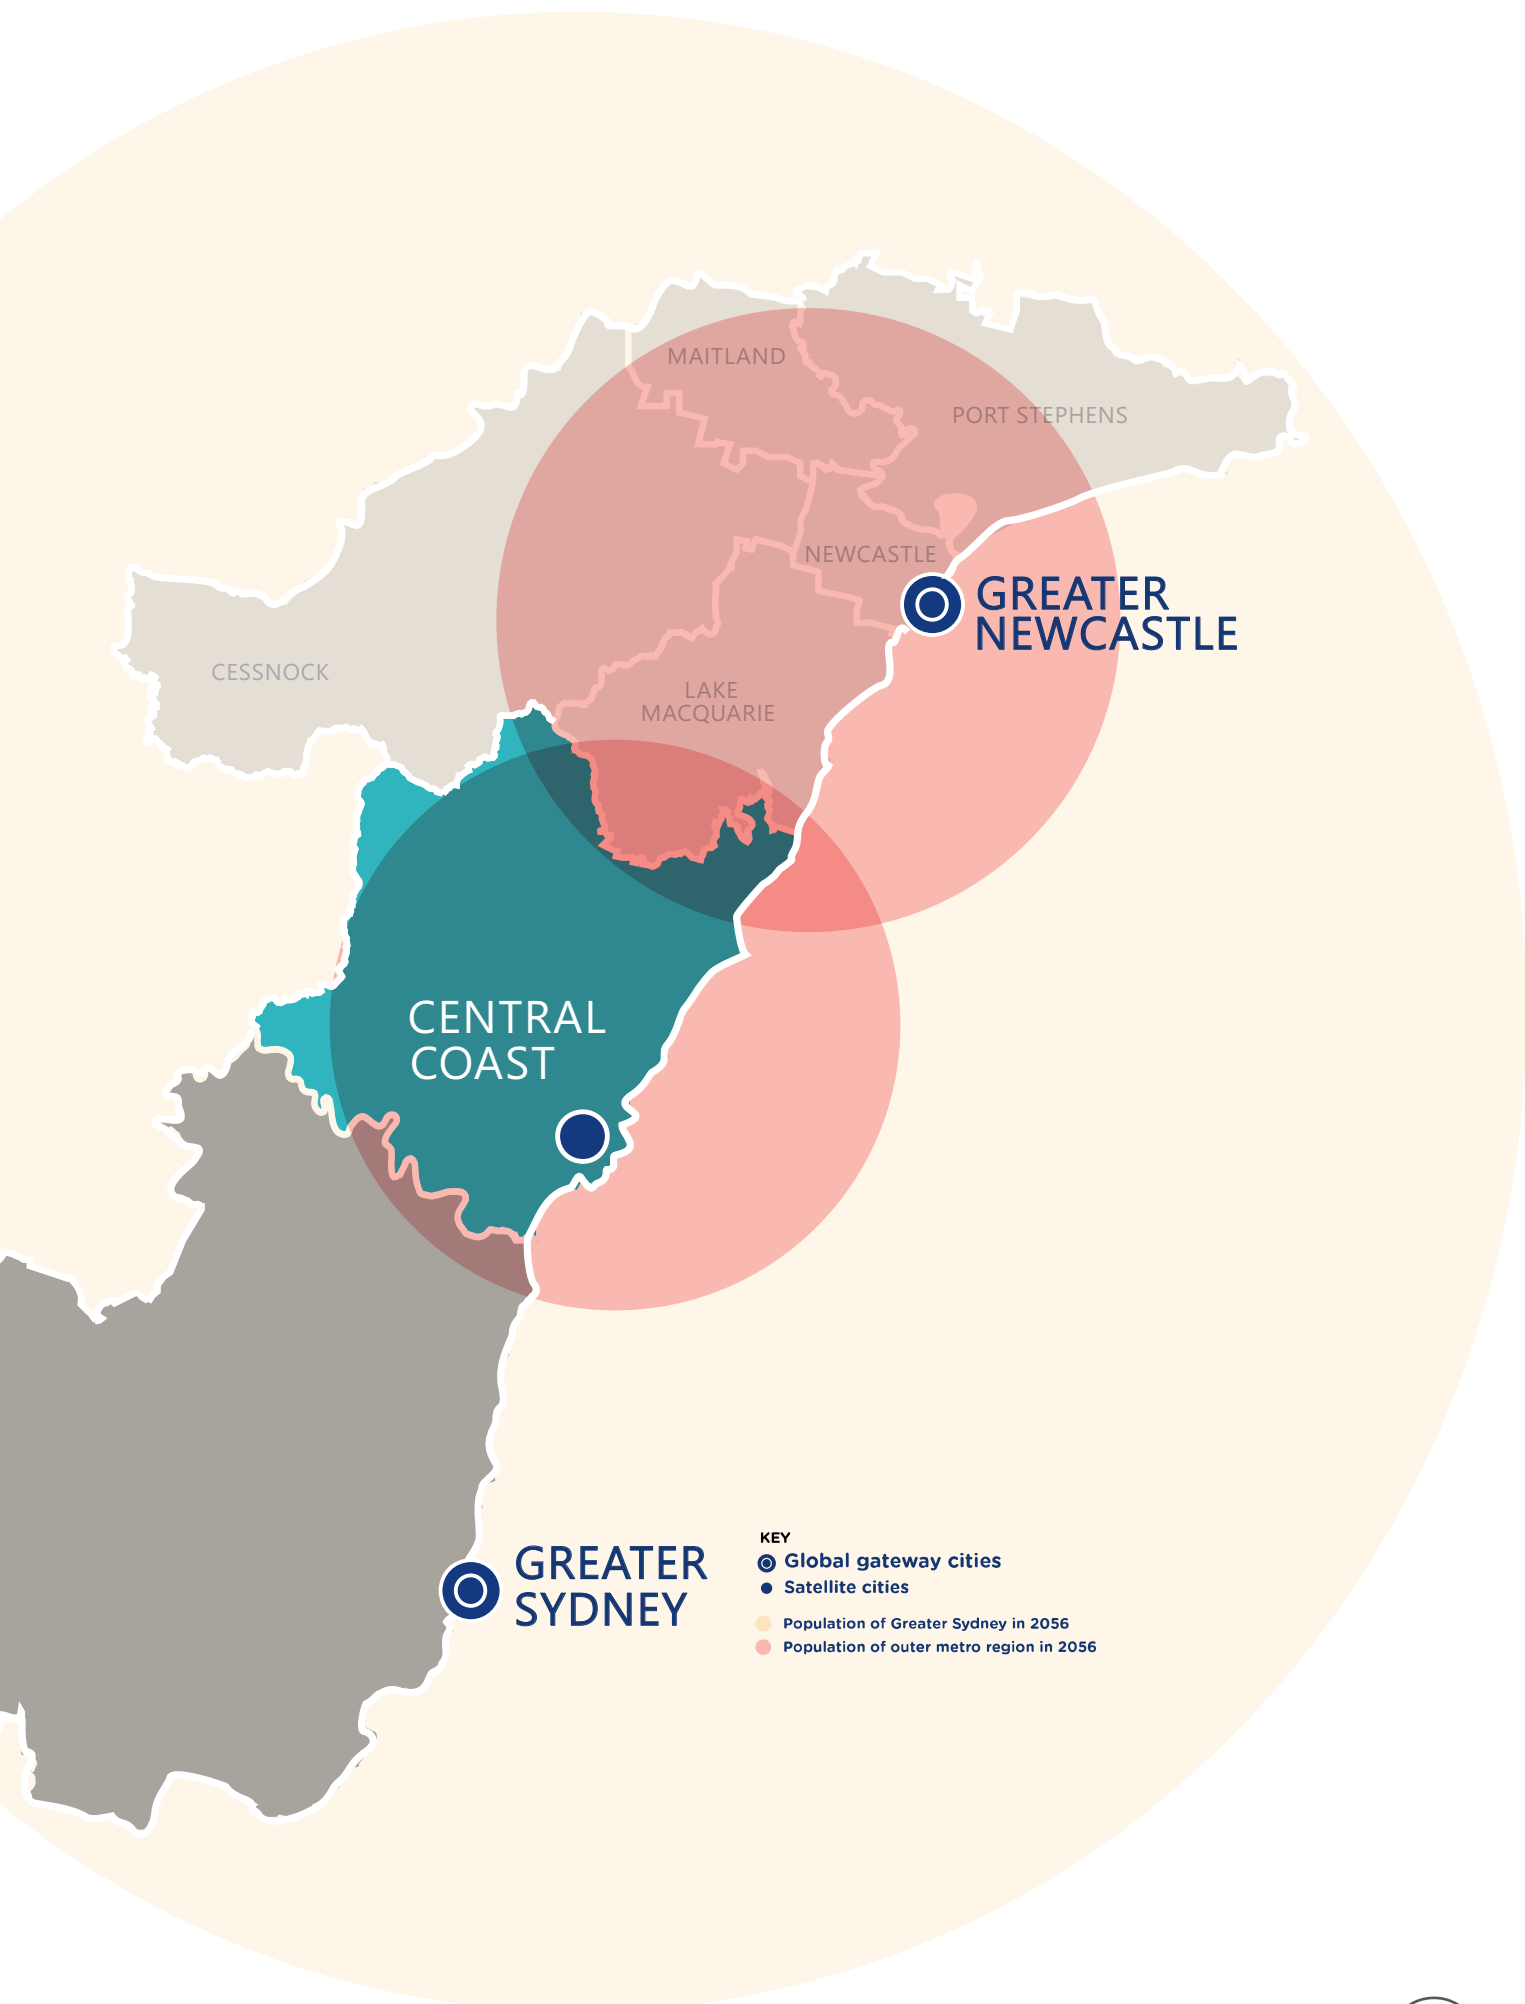 MAITLAND
PORT STEPHENS
NEWCASTLE
GREATER
NEWCASTLE
CESSNOCK
LAKE
MACQUARIE
CENTRAL
COAST
GREATER
SYDNEY
KEY
Global gateway cities
Satellite cities
Population of Greater Sydney in 2056
Population of outer metro region in 2056